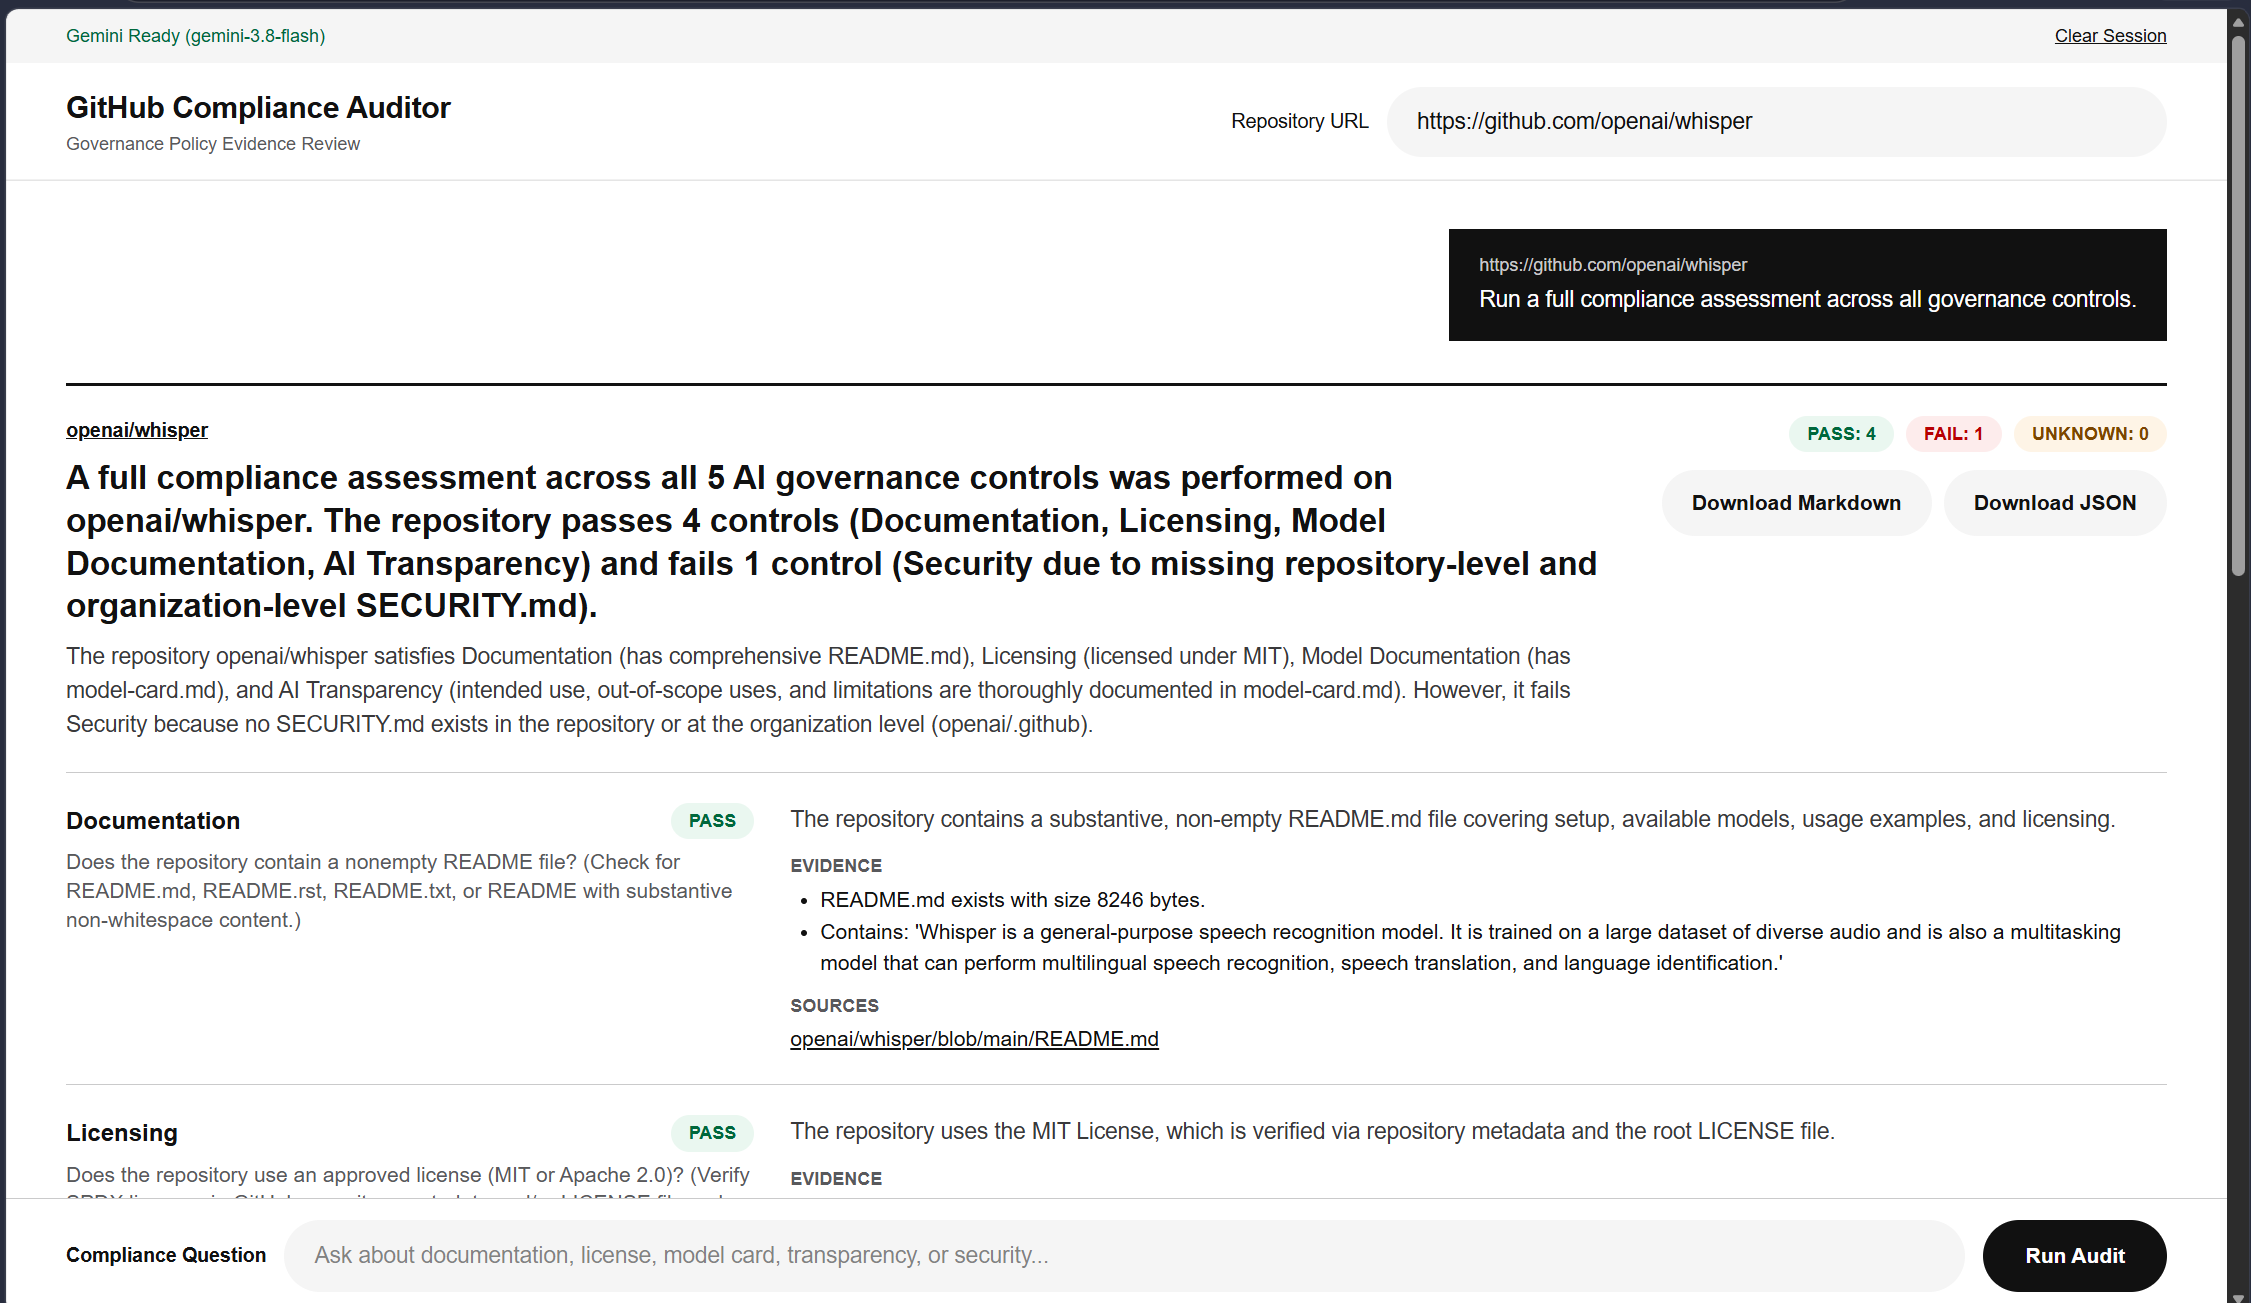 Gemini Ready (gemini-3.8-flash)
Clear Session
GitHub Compliance Auditor
Governance Policy Evidence Review
Repository URL
https://github.com/openai/whisper
https://github.com/openai/whisper
Run a full compliance assessment across all governance controls.
openai/whisper
PASS: 4
FAIL: 1
UNKNOWN: 0
A full compliance assessment across all 5 AI governance controls was performed on
openai/whisper. The repository passes 4 controls (Documentation, Licensing, Model
Documentation, AI Transparency) and fails 1 control (Security due to missing repository-level and
organization-level SECURITY.md).
Download Markdown
Download JSON
The repository openai/whisper satisfies Documentation (has comprehensive README.md), Licensing (licensed under MIT), Model Documentation (has
model-card.md), and AI Transparency (intended use, out-of-scope uses, and limitations are thoroughly documented in model-card.md). However, it fails
Security because no SECURITY.md exists in the repository or at the organization level (openai/.github).
Documentation
PASS
Does the repository contain a nonempty README file? (Check for
README.md, README.rst, README.txt, or README with substantive
non-whitespace content.)
The repository contains a substantive, non-empty README.md file covering setup, available models, usage examples, and licensing.
EVIDENCE
• README.md exists with size 8246 bytes.
• Contains: 'Whisper is a general-purpose speech recognition model. It is trained on a large dataset of diverse audio and is also a multitasking
model that can perform multilingual speech recognition, speech translation, and language identification.'
SOURCES
openai/whisper/blob/main/README.md
Licensing
PASS
Does the repository use an approved license (MIT or Apache 2.0)? (Verify
The repository uses the MIT License, which is verified via repository metadata and the root LICENSE file.
EVIDENCE
Compliance Question
Ask about documentation, license, model card, transparency, or security...
Run Audit